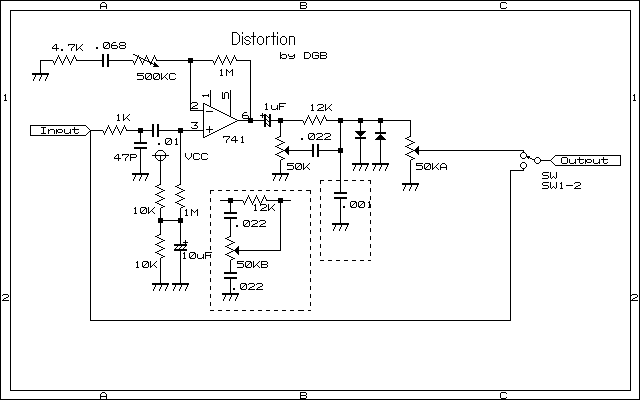 A B C
Distortion
by DGB
4.7K .068 500KC 1M
1 1
1 5
2 6 1uF 12K
Input 1K .01 3 741 .022
47P VCC 50K 50KA Output
SW
SW1-2
10K 1M 12K .001
.022
10K 10uF 50KB
.022
2 2
A B C